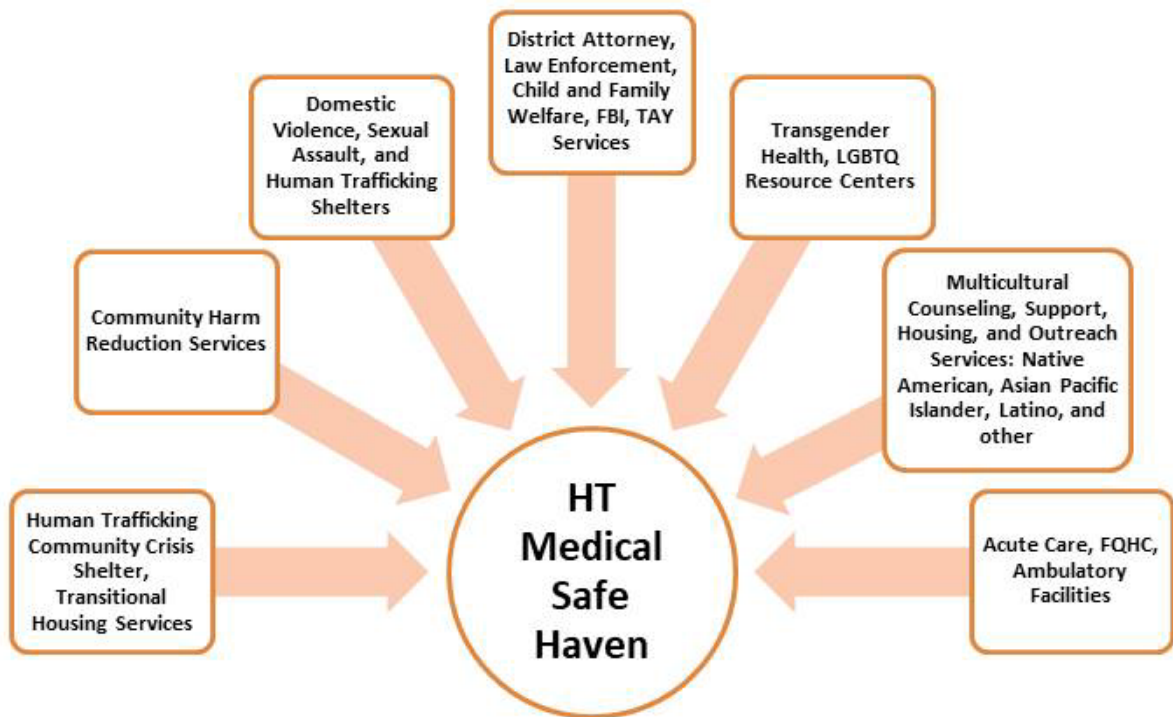 District Attorney,
Law Enforcement,
Child and Family
Welfare, FBI, TAY
Services
Domestic
Violence, Sexual
Assault, and
Human Trafficking
Shelters
Transgender
Health, LGBTQ
Resource Centers
Community Harm
Reduction Services
Multicultural
Counseling, Support,
Housing, and Outreach
Services: Native
American, Asian Pacific
Islander, Latino, and
other
Human Trafficking
Community Crisis
Shelter,
Transitional
Housing Services
HT
Medical
Safe
Haven
Acute Care, FQHC,
Ambulatory
Facilities